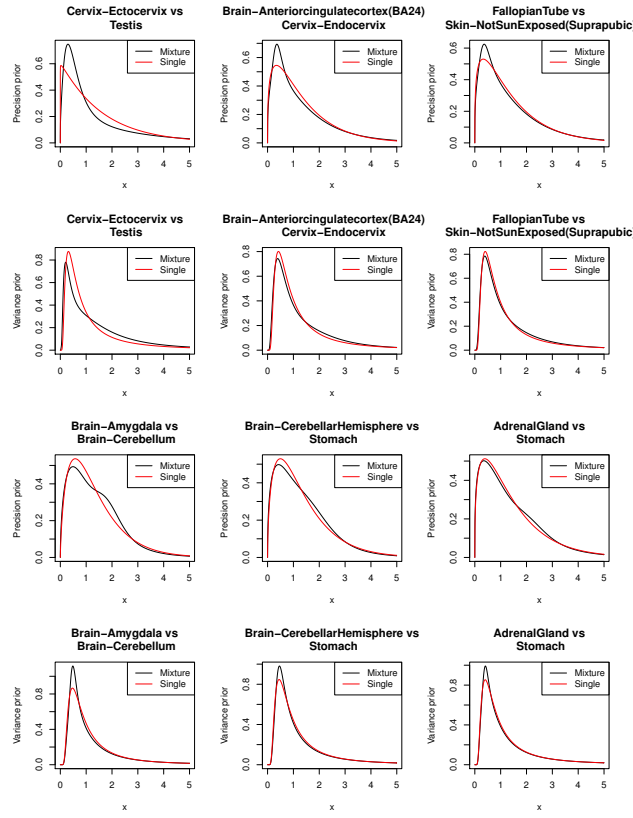 Cervix−Ectocervix vs
Testis
Precision prior
0.0 0.2 0.4 0.6
Mixture
Single
0 1 2 3 4 5
x
Brain−Anteriorcingulatecortex(BA24)
Cervix−Endocervix
Precision prior
0.0 0.2 0.4 0.6
Mixture
Single
0 1 2 3 4 5
x
FallopianTube vs
Skin−NotSunExposed(Suprapubic)
Precision prior
0.0 0.2 0.4 0.6
Mixture
Single
0 1 2 3 4 5
x
Cervix−Ectocervix vs
Testis
Variance prior
0.0 0.2 0.4 0.6 0.8
Mixture
Single
0 1 2 3 4 5
x
Brain−Anteriorcingulatecortex(BA24)
Cervix−Endocervix
Variance prior
0.0 0.2 0.4 0.6 0.8
Mixture
Single
0 1 2 3 4 5
x
FallopianTube vs
Skin−NotSunExposed(Suprapubic)
Variance prior
0.0 0.2 0.4 0.6 0.8
Mixture
Single
0 1 2 3 4 5
x
Brain−Amygdala vs
Brain−Cerebellum
Precision prior
0.0 0.2 0.4
Mixture
Single
0 1 2 3 4 5
x
Brain−CerebellarHemisphere vs
Stomach
Precision prior
0.0 0.2 0.4
Mixture
Single
0 1 2 3 4 5
x
AdrenalGland vs
Stomach
Precision prior
0.0 0.2 0.4
Mixture
Single
0 1 2 3 4 5
x
Brain−Amygdala vs
Brain−Cerebellum
Variance prior
0.0 0.4 0.8
Mixture
Single
0 1 2 3 4 5
x
Brain−CerebellarHemisphere vs
Stomach
Variance prior
0.0 0.4 0.8
Mixture
Single
0 1 2 3 4 5
x
AdrenalGland vs
Stomach
Variance prior
0.0 0.4 0.8
Mixture
Single
0 1 2 3 4 5
x